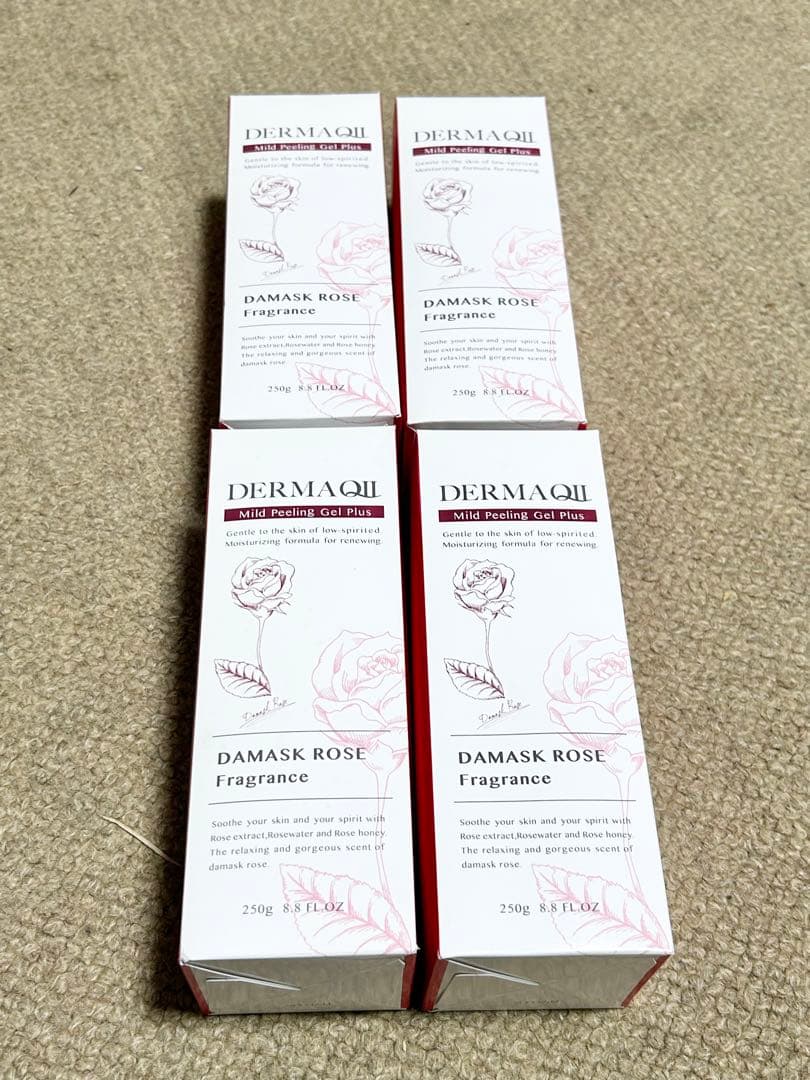 DERMAQII
Mild Peeling Gel Plus
Gentle to the skin of low-spirited.
Moisturizing formula for renewing.
Damask Rose
DAMASK ROSE
Fragrance
Soothe your skin and your spirit with
Rose extract,Rosewater and Rose honey.
The relaxing and gorgeous scent of
damask rose.
250g 8.8 FL.OZ
DERMAQII
Mild Peeling Gel Plus
Gentle to the skin of low-spirited.
Moisturizing formula for renewing.
Damask Rose
DAMASK ROSE
Fragrance
Soothe your skin and your spirit with
Rose extract,Rosewater and Rose honey.
The relaxing and gorgeous scent of
damask rose.
250g 8.8 FL.OZ
DERMAQII
Mild Peeling Gel Plus
Gentle to the skin of low-spirited.
Moisturizing formula for renewing.
Damask Rose
DAMASK ROSE
Fragrance
Soothe your skin and your spirit with
Rose extract,Rosewater and Rose honey.
The relaxing and gorgeous scent of
damask rose.
250g 8.8 FL.OZ
DERMAQII
Mild Peeling Gel Plus
Gentle to the skin of low-spirited.
Moisturizing formula for renewing.
Damask Rose
DAMASK ROSE
Fragrance
Soothe your skin and your spirit with
Rose extract,Rosewater and Rose honey.
The relaxing and gorgeous scent of
damask rose.
250g 8.8 FL.OZ